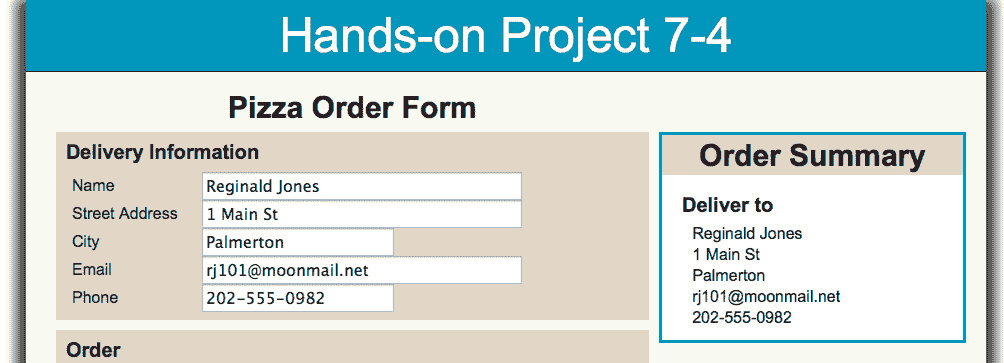 Hands-on Project 7-4
Pizza Order Form
Delivery Information
Name Reginald Jones
Street Address 1 Main St
City Palmerton
Email rj101@moonmail.net
Phone 202-555-0982
Order
Order Summary
Deliver to
Reginald Jones
1 Main St
Palmerton
rj101@moonmail.net
202-555-0982